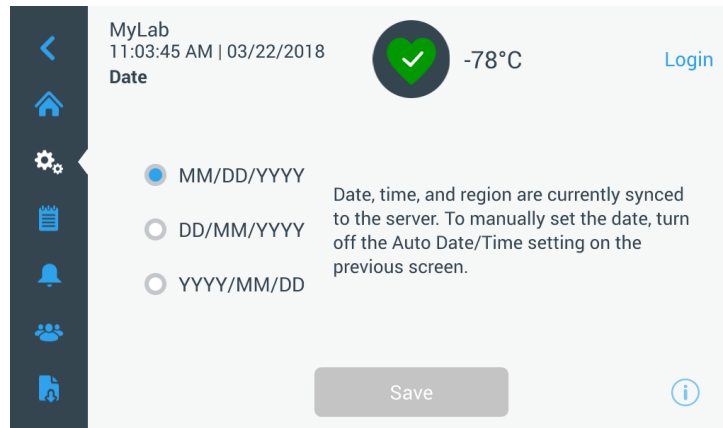 MyLab
11:03:45 AM | 03/22/2018
Date
-78°C
Login
MM/DD/YYYY
DD/MM/YYYY
YYYY/MM/DD
Date, time, and region are currently synced
to the server. To manually set the date, turn
off the Auto Date/Time setting on the
previous screen.
Save